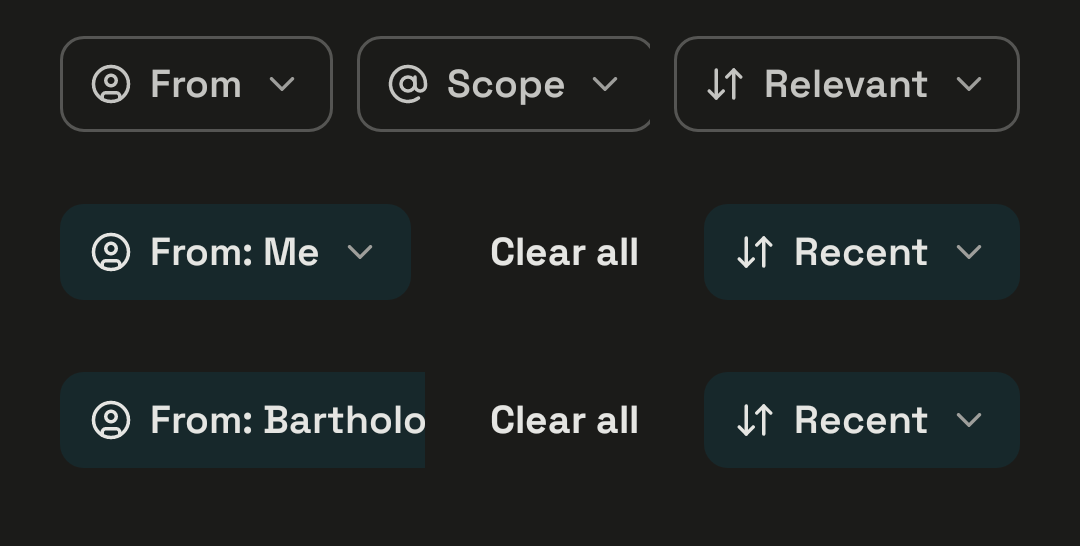 From Scope Relevant
From: Me Clear all Recent
From: Bartholo Clear all Recent